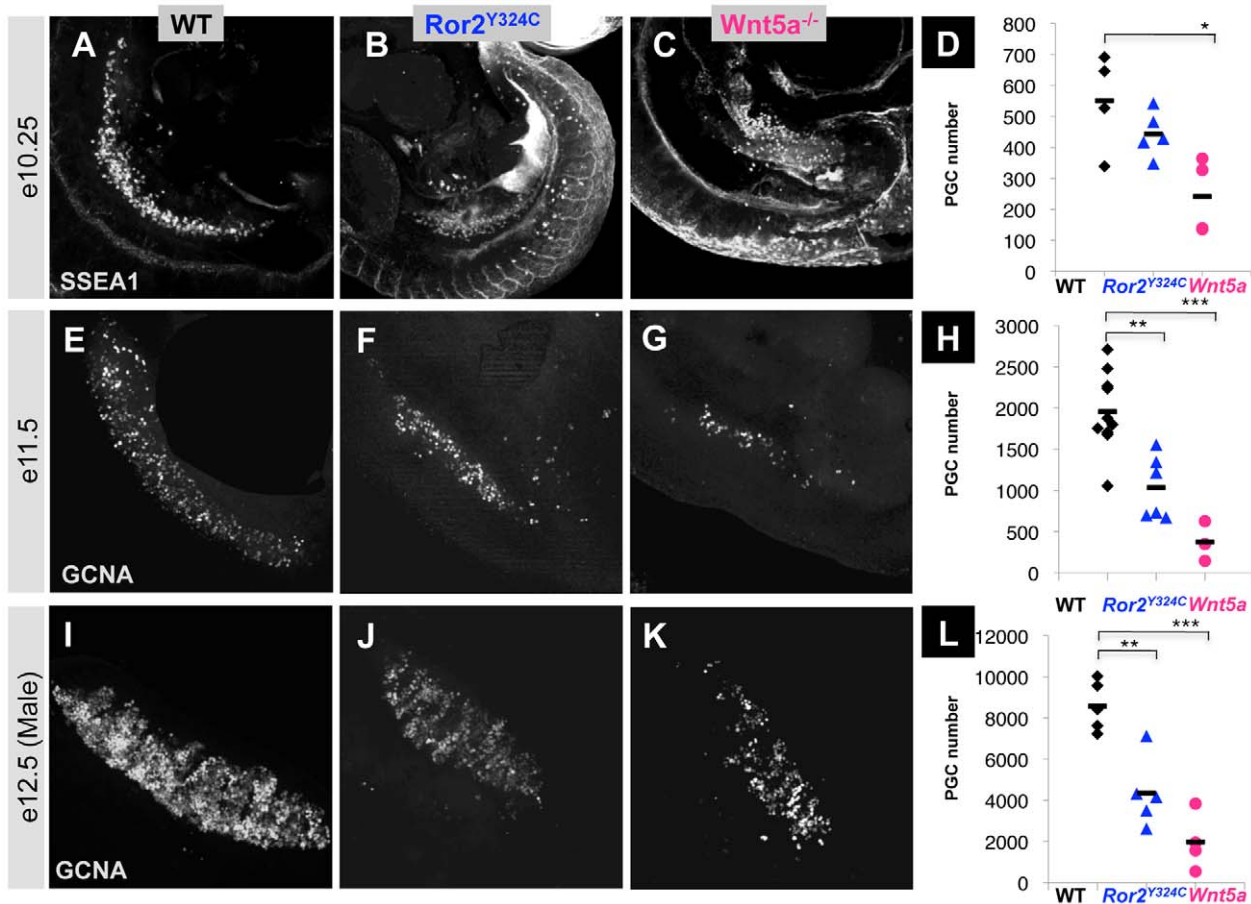 WT
Ror2Y324C
Wnt5a-/-
e10.25
A
SSEA1
B
C
D
PGC number
800
700
600
500
400
300
200
100
0
*
WT Ror2Y324C Wnt5a
e11.5
E
GCNA
F
G
H
PGC number
3000
2500
2000
1500
1000
500
0
***
**
WT Ror2Y324C Wnt5a
e12.5 (Male)
I
GCNA
J
K
L
PGC number
12000
10000
8000
6000
4000
2000
0
***
**
WT Ror2Y324C Wnt5a